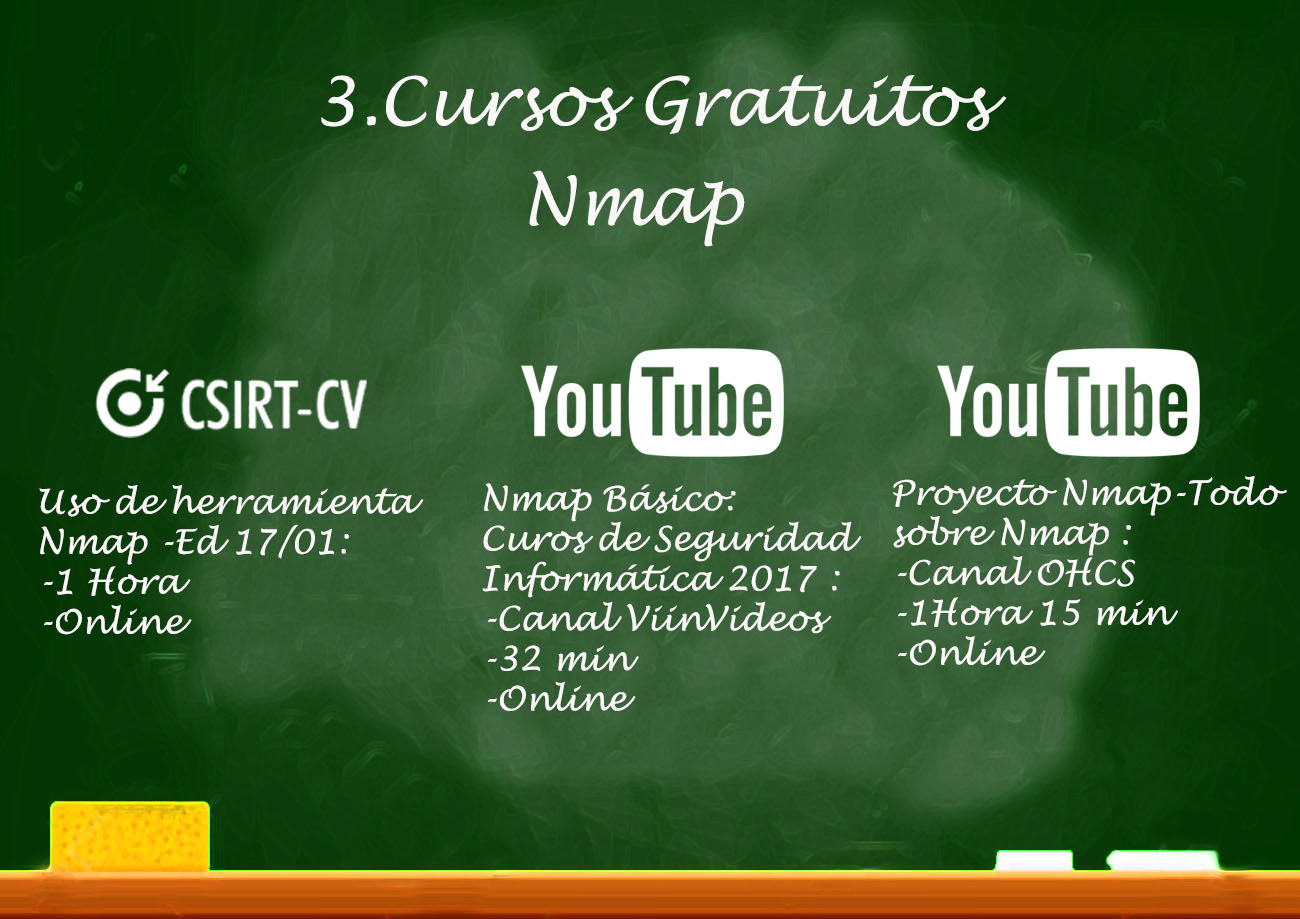 3.Cursos Gratuitos
Nmap
CSIRT-CV
Uso de herramienta
Nmap -Ed 17/01:
-1 Hora
-Online
YouTube
Nmap Básico:
Curos de Seguridad
Informática 2017 :
-Canal ViinVideos
-32 min
-Online
YouTube
Proyecto Nmap-Todo
sobre Nmap :
-Canal OHCS
-1Hora 15 min
-Online